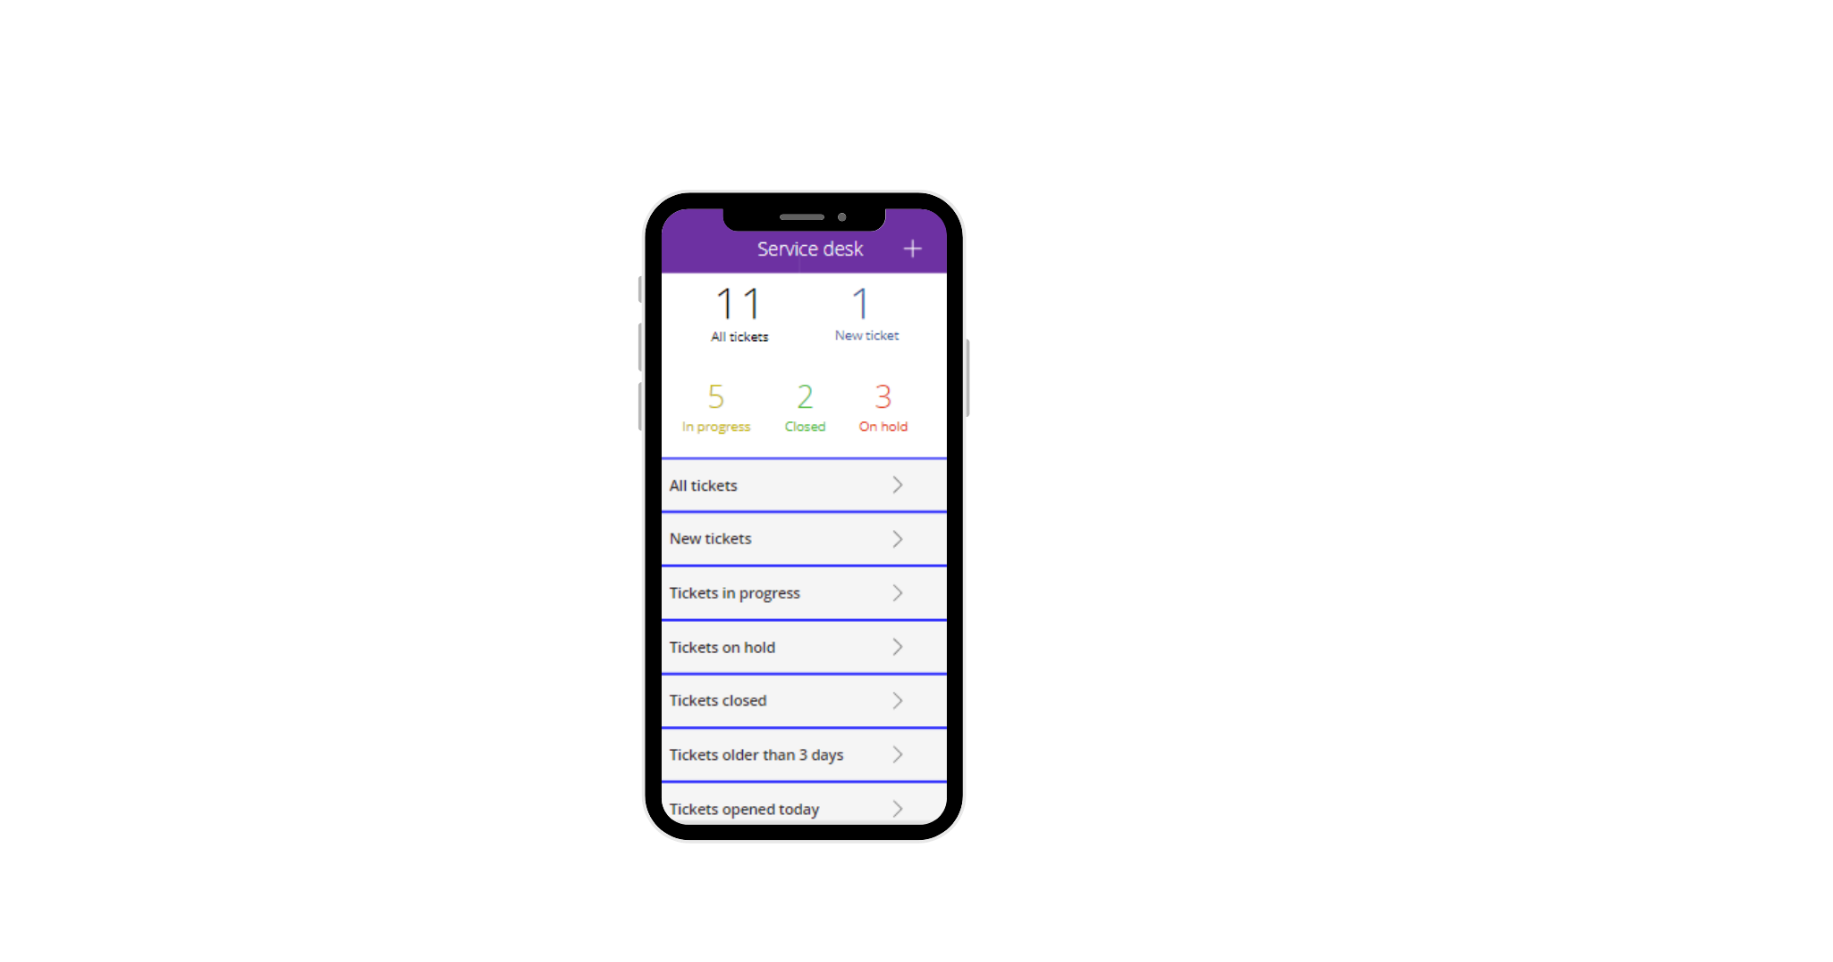 Service desk +
11 1
All tickets New ticket
5 2 3
In progress Closed On hold
All tickets
New tickets
Tickets in progress
Tickets on hold
Tickets closed
Tickets older than 3 days
Tickets opened today